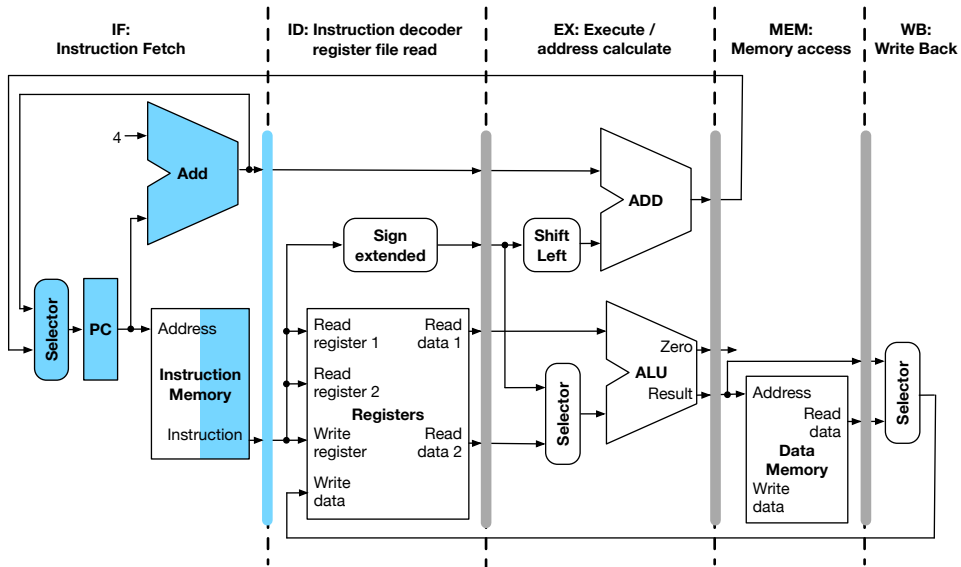 IF:
Instruction Fetch
ID: Instruction decoder
register file read
EX: Execute /
address calculate
MEM:
Memory access
WB:
Write Back
4
Add
ADD
Sign
extended
Shift
Left
Selector
PC
Address
Instruction
Memory
Instruction
Read
register 1
Read
data 1
Read
register 2
Registers
Write
register
Read
data 2
Write
data
Selector
Zero
ALU
Result
Address
Read
data
Data
Memory
Write
data
Selector